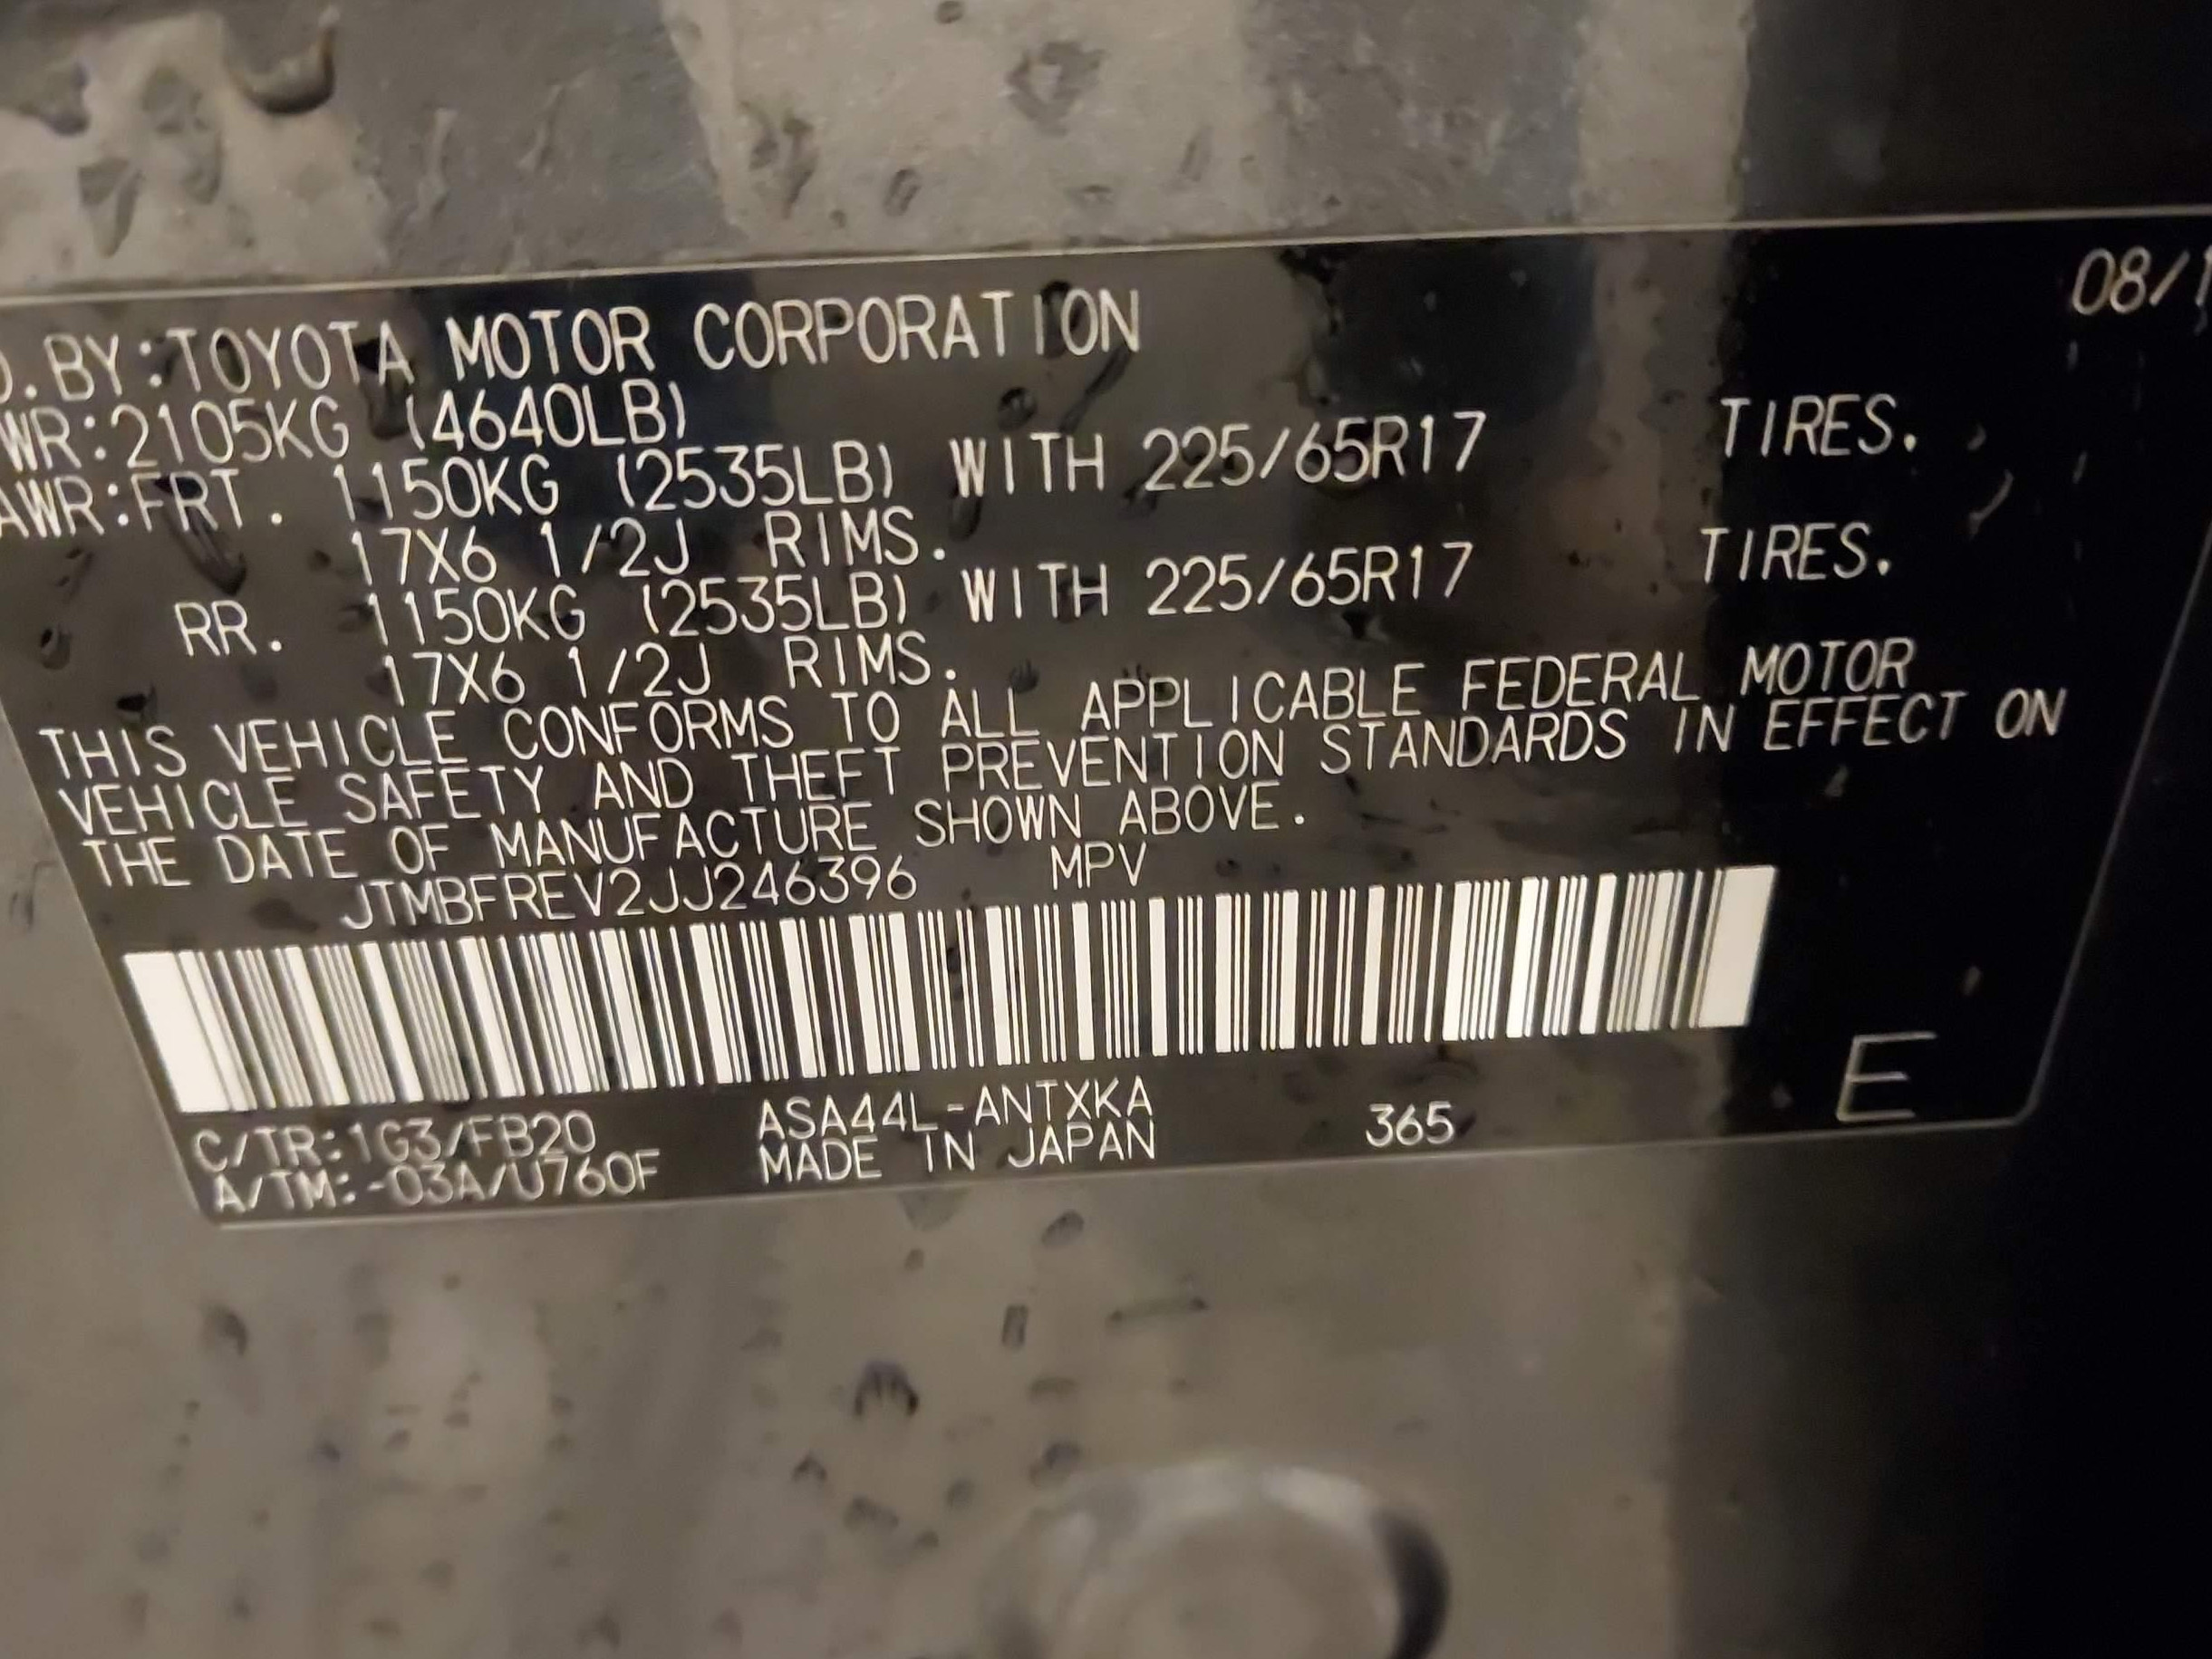 D.BY:TOYOTA MOTOR CORPORATION 08/1
WR:2105KG (4640LB)
AWR:FRT. 1150KG (2535LB) WITH 225/65R17 TIRES.
17X6 1/2J RIMS.
RR. 1150KG (2535LB) WITH 225/65R17 TIRES.
17X6 1/2J RIMS.
THIS VEHICLE CONFORMS TO ALL APPLICABLE FEDERAL MOTOR
VEHICLE SAFETY AND THEFT PREVENTION STANDARDS IN EFFECT ON
THE DATE OF MANUFACTURE SHOWN ABOVE.
JTMBFREV2JJ246396 MPV
C/TR:1G3/FB20 ASA44L-ANTXKA 365 E
A/TM:-03A/U760F MADE IN JAPAN